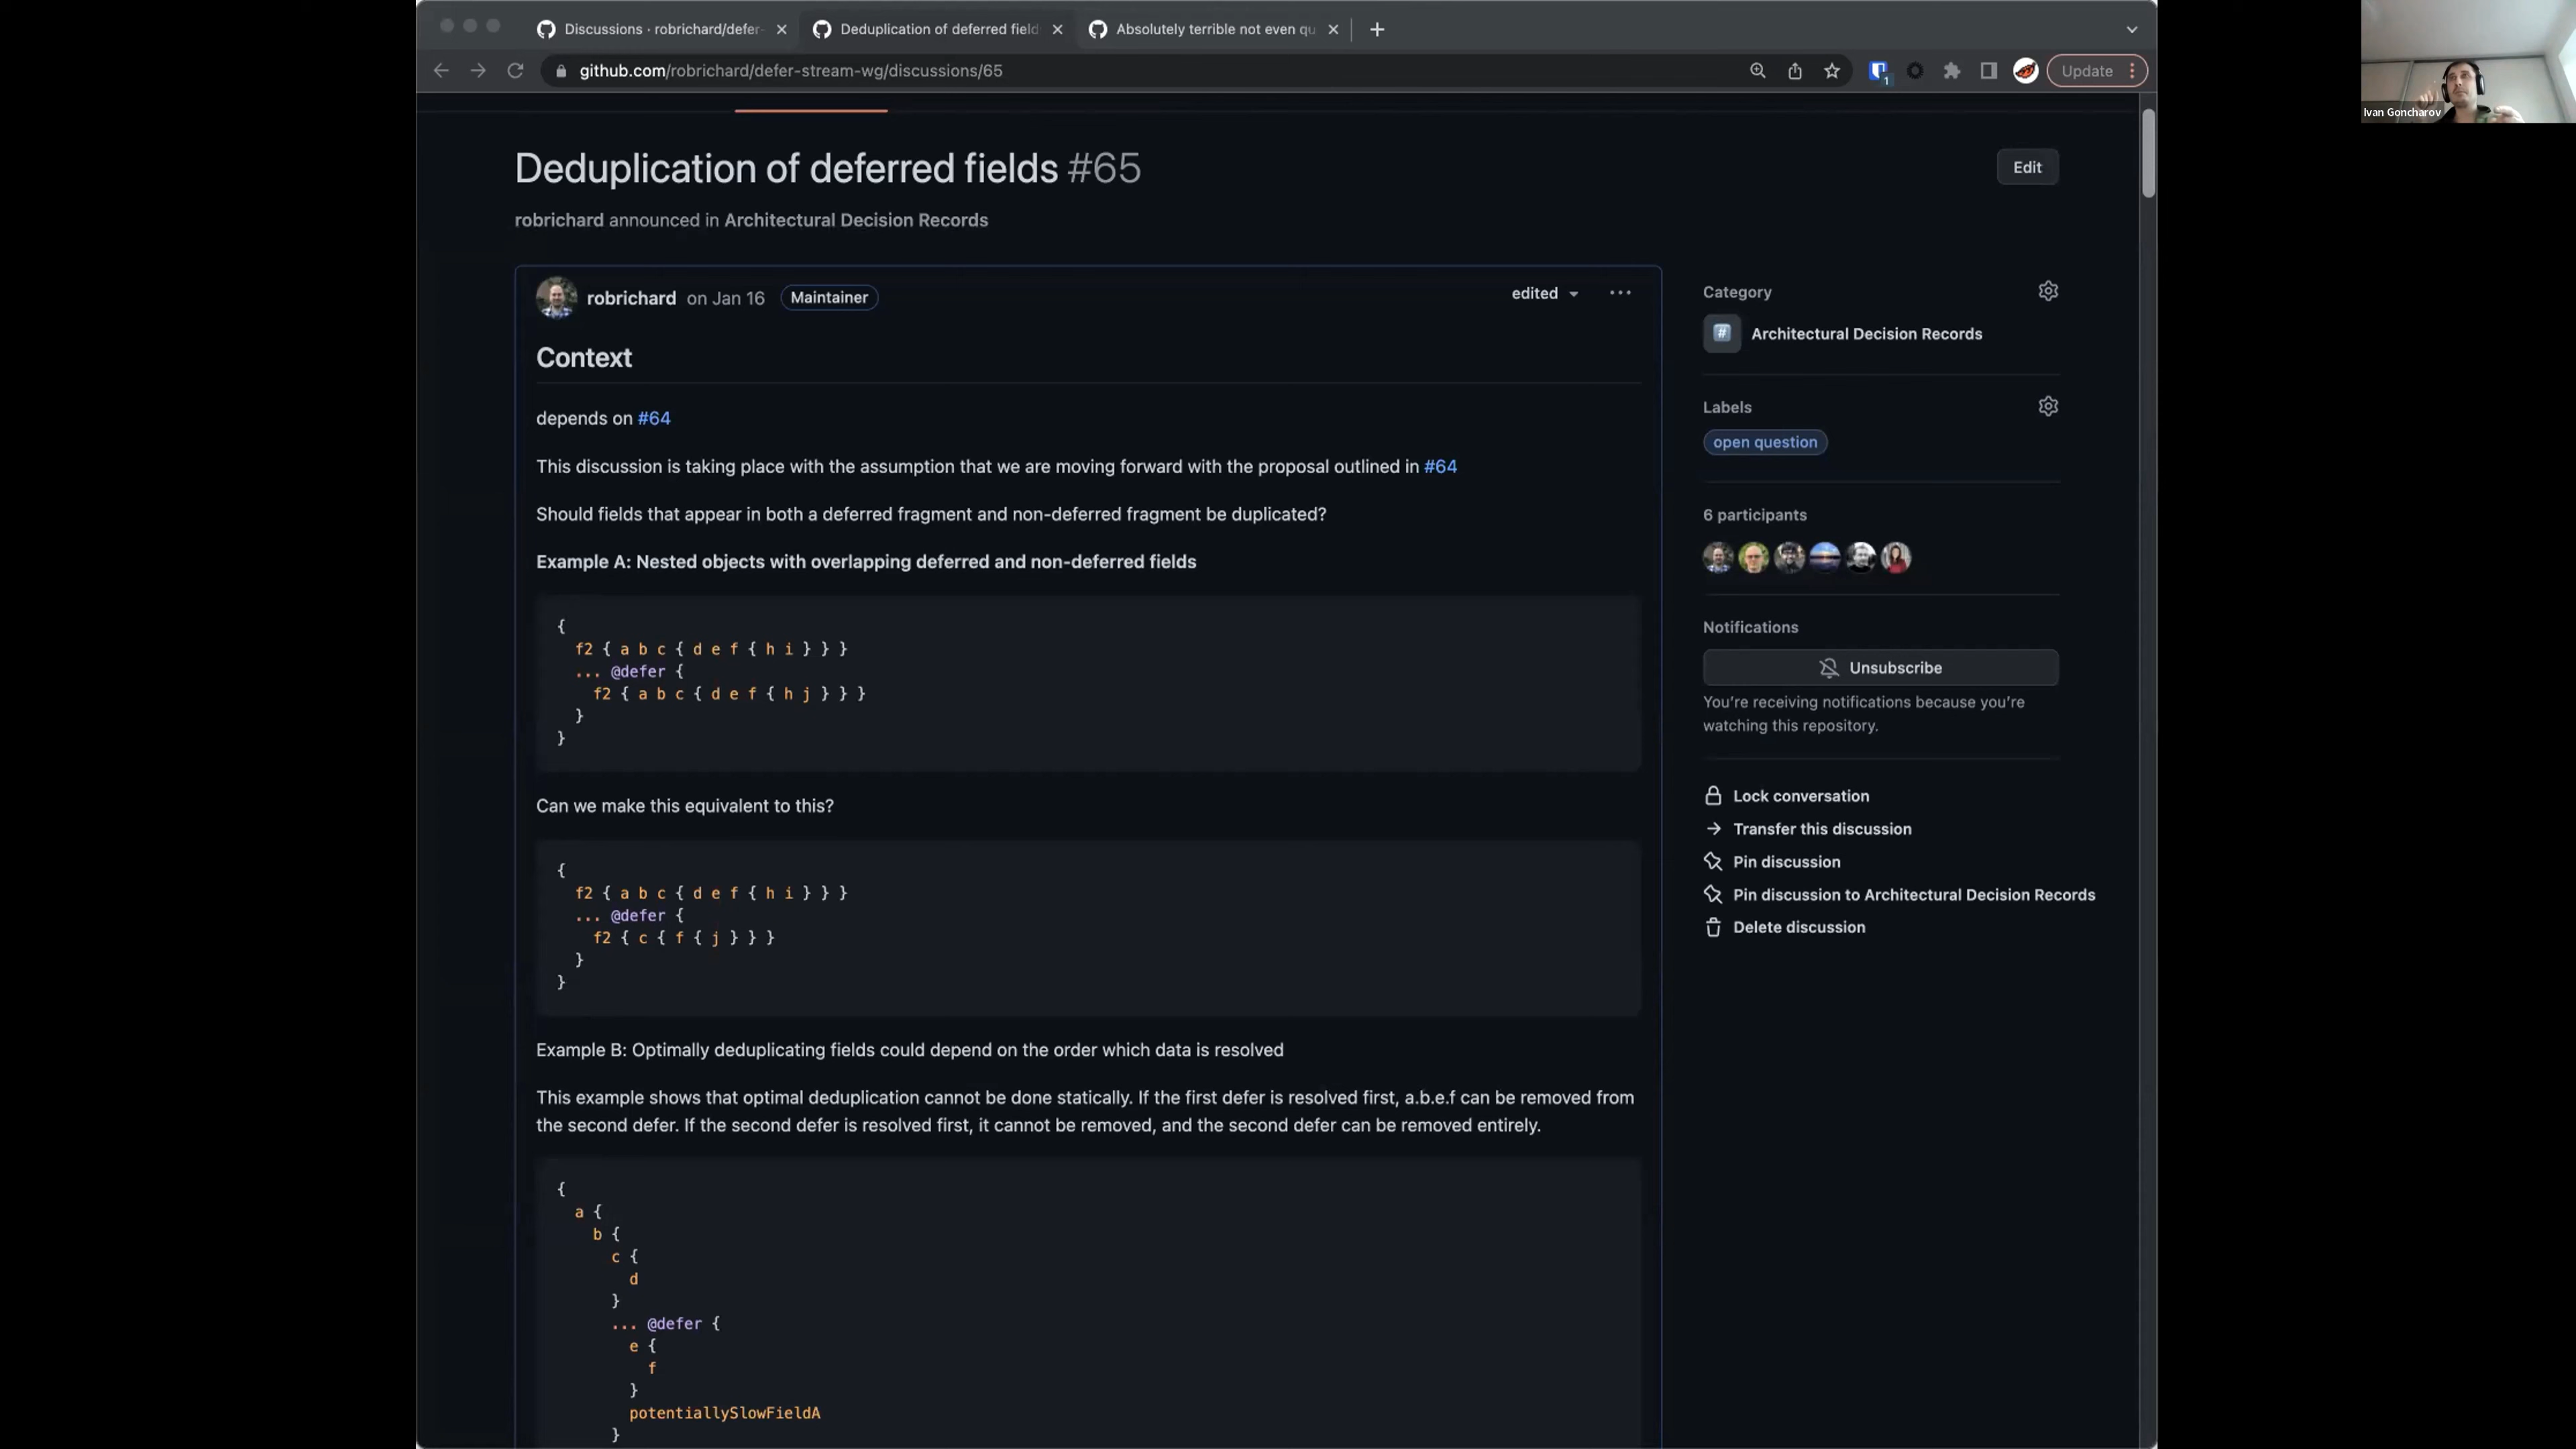 Discussions · robrichard/defer-
Deduplication of deferred field
Absolutely terrible not even qu
github.com/robrichard/defer-stream-wg/discussions/65
1
Update
Ivan Goncharov
Deduplication of deferred fields #65
Edit
robrichard announced in Architectural Decision Records
robrichard on Jan 16 Maintainer
edited
Context
depends on #64
This discussion is taking place with the assumption that we are moving forward with the proposal outlined in #64
Should fields that appear in both a deferred fragment and non-deferred fragment be duplicated?
Example A: Nested objects with overlapping deferred and non-deferred fields
{
f2 { a b c { d e f { h i } } }
... @defer {
f2 { a b c { d e f { h j } } }
}
}
Can we make this equivalent to this?
{
f2 { a b c { d e f { h i } } }
... @defer {
f2 { c { f { j } } }
}
}
Example B: Optimally deduplicating fields could depend on the order which data is resolved
This example shows that optimal deduplication cannot be done statically. If the first defer is resolved first, a.b.e.f can be removed from
the second defer. If the second defer is resolved first, it cannot be removed, and the second defer can be removed entirely.
{
a {
b {
c {
d
}
... @defer {
e {
f
}
potentiallySlowFieldA
}
Category
#
Architectural Decision Records
Labels
open question
6 participants
Notifications
Unsubscribe
You're receiving notifications because you're
watching this repository.
Lock conversation
Transfer this discussion
Pin discussion
Pin discussion to Architectural Decision Records
Delete discussion